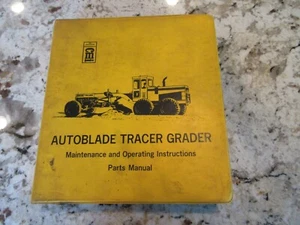 AUTOBLADE TRACER GRADER
Maintenance and Operating Instructions
Parts Manual